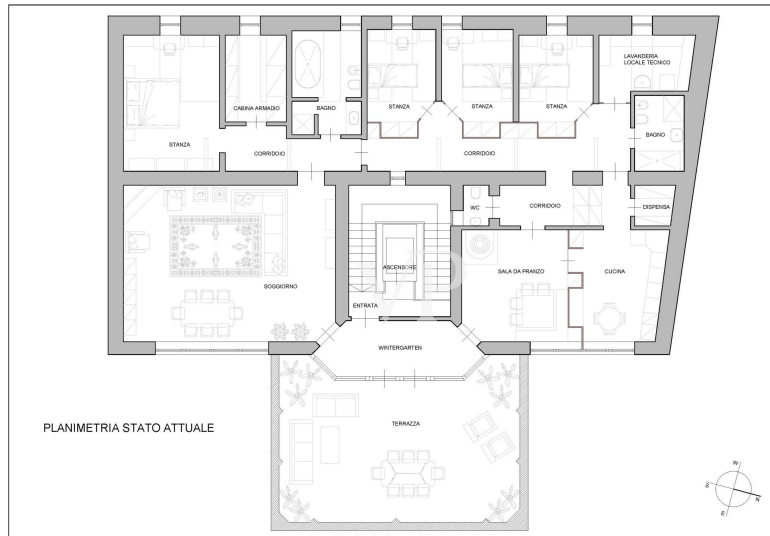 LAVANDERIA
LOCALE TECNICO
CABINA ARMADIO
BAGNO
STANZA
STANZA
STANZA
STANZA
CORRIDOIO
CORRIDOIO
BAGNO
WC
CORRIDOIO
DISPENSA
ASCENSORE
SOGGIORNO
SALA DA PRANZO
CUCINA
ENTRATA
VP
WINTERGARTEN
TERRAZZA
PLANIMETRIA STATO ATTUALE
W
S
N
E